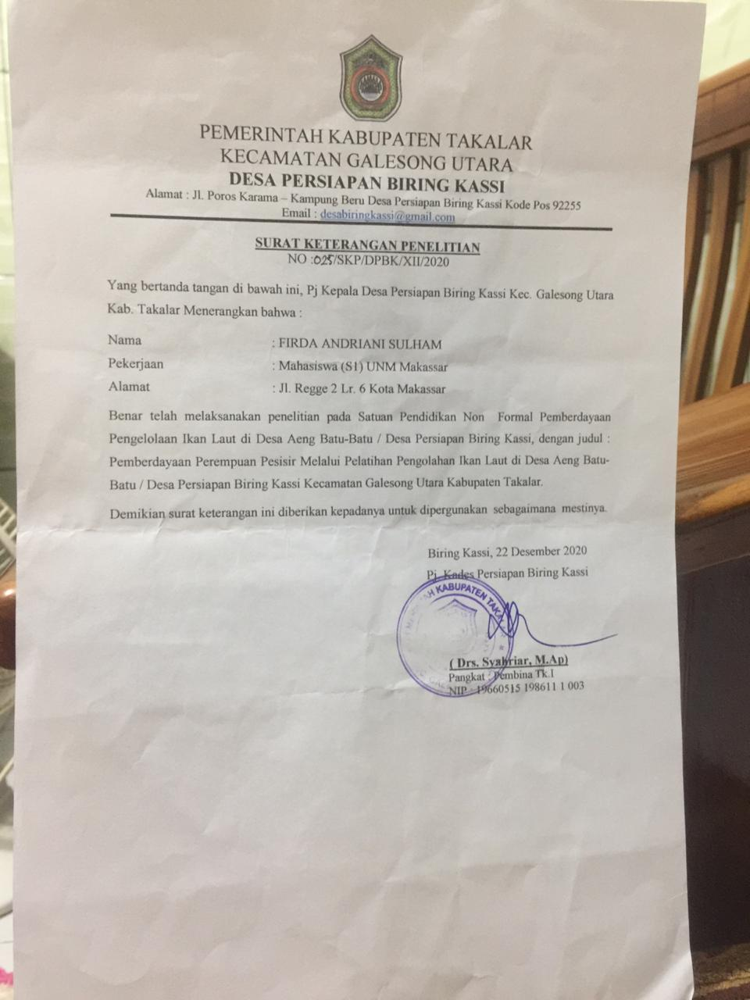 PEMERINTAH KABUPATEN TAKALAR
KECAMATAN GALESONG UTARA
DESA PERSIAPAN BIRING KASSI
Alamat : Jl. Poros Karama – Kampung Beru Desa Persiapan Biring Kassi Kode Pos 92255
Email : desabiringkassi@gmail.com
SURAT KETERANGAN PENELITIAN
NO :025/SKP/DPBK/XII/2020
Yang bertanda tangan di bawah ini, Pj Kepala Desa Persiapan Biring Kassi Kec. Galesong Utara
Kab. Takalar Menerangkan bahwa :
Nama : FIRDA ANDRIANI SULHAM
Pekerjaan : Mahasiswa (S1) UNM Makassar
Alamat : Jl. Regge 2 Lr. 6 Kota Makassar
Benar telah melaksanakan penelitian pada Satuan Pendidikan Non Formal Pemberdayaan
Pengelolaan Ikan Laut di Desa Aeng Batu-Batu / Desa Persiapan Biring Kassi, dengan judul :
Pemberdayaan Perempuan Pesisir Melalui Pelatihan Pengolahan Ikan Laut di Desa Aeng Batu-
Batu / Desa Persiapan Biring Kassi Kecamatan Galesong Utara Kabupaten Takalar.
Demikian surat keterangan ini diberikan kepadanya untuk dipergunakan sebagaimana mestinya.
Biring Kassi, 22 Desember 2020
Pj. Kades Persiapan Biring Kassi
KABUPATEN
( Drs. Syahriar, M.Ap)
Pangkat : Pembina Tk.I
NIP : 19660515 198611 1 003